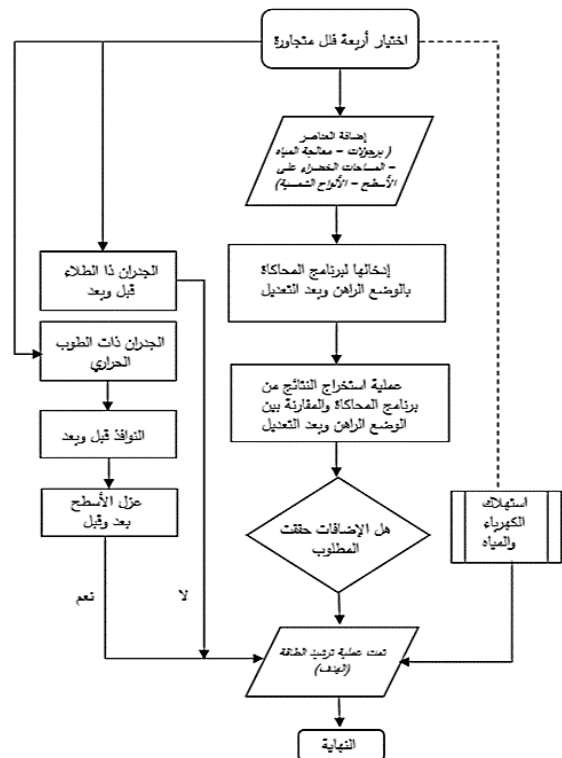 اختيار أربعة فلل متجاورة
إضافة العناصر
( برجولات – معالجة المياه
– المساحات الخضراء على
الأسطح – الألواح الشمسية)
إدخالها لبرنامج المحاكاة
بالوضع الراهن وبعد التعديل
عملية استخراج النتائج من
برنامج المحاكاة والمقارنة بين
الوضع الراهن وبعد التعديل
هل الإضافات حققت
المطلوب
الجدران ذا الطلاء
قبل وبعد
الجدران ذات الطوب
الحراري
النوافذ قبل وبعد
عزل الأسطح
بعد وقبل
نعم
لا
استهلاك
الكهرباء
والمياه
تمت عملية ترشيد الطاقة
(الهدف)
النهاية